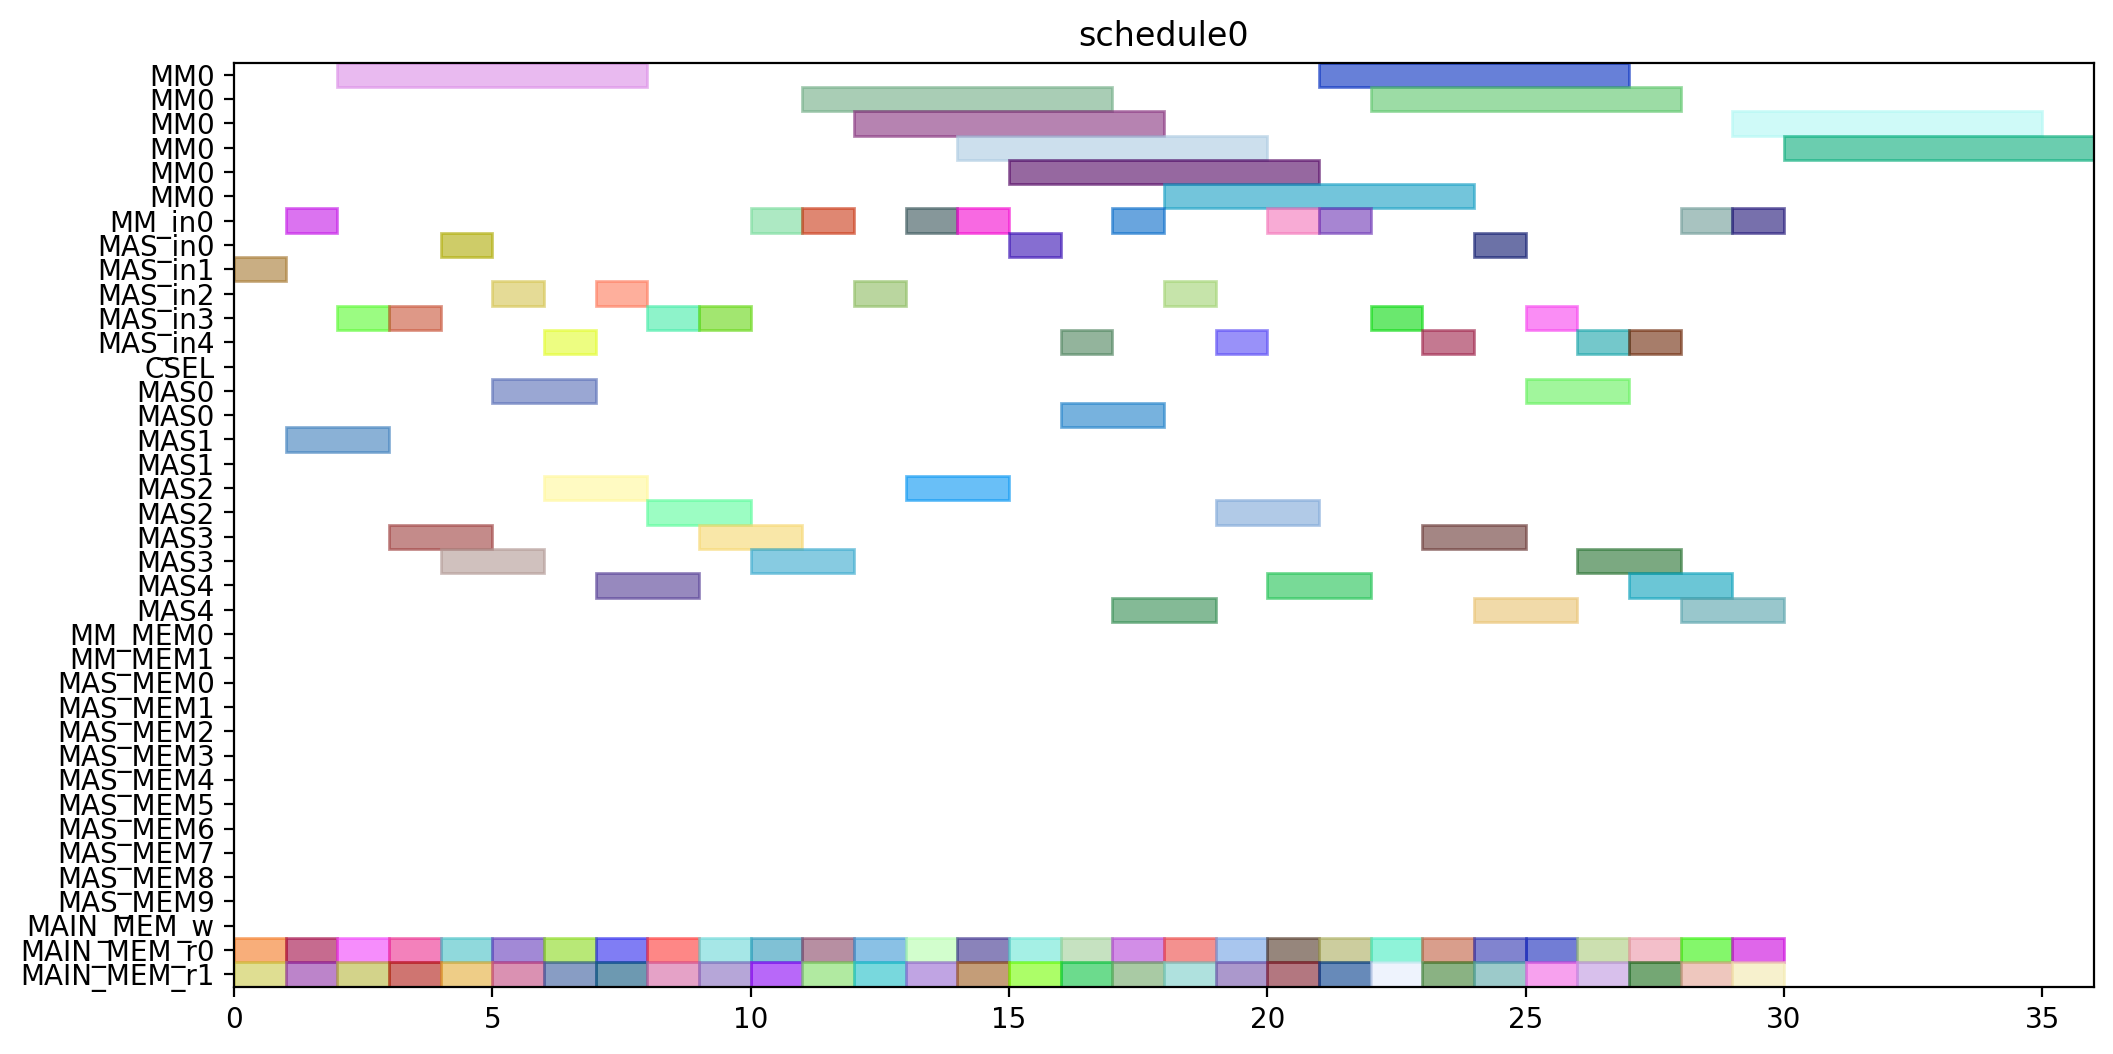 schedule0
MM0
MM0
MM0
MM0
MM0
MM0
MM_in0
MAS_in0
MAS_in1
MAS_in2
MAS_in3
MAS_in4
CSEL
MAS0
MAS0
MAS1
MAS1
MAS2
MAS2
MAS3
MAS3
MAS4
MAS4
MM_MEM0
MM_MEM1
MAS_MEM0
MAS_MEM1
MAS_MEM2
MAS_MEM3
MAS_MEM4
MAS_MEM5
MAS_MEM6
MAS_MEM7
MAS_MEM8
MAS_MEM9
MAIN_MEM_w
MAIN_MEM_r0
MAIN_MEM_r1
0 5 10 15 20 25 30 35